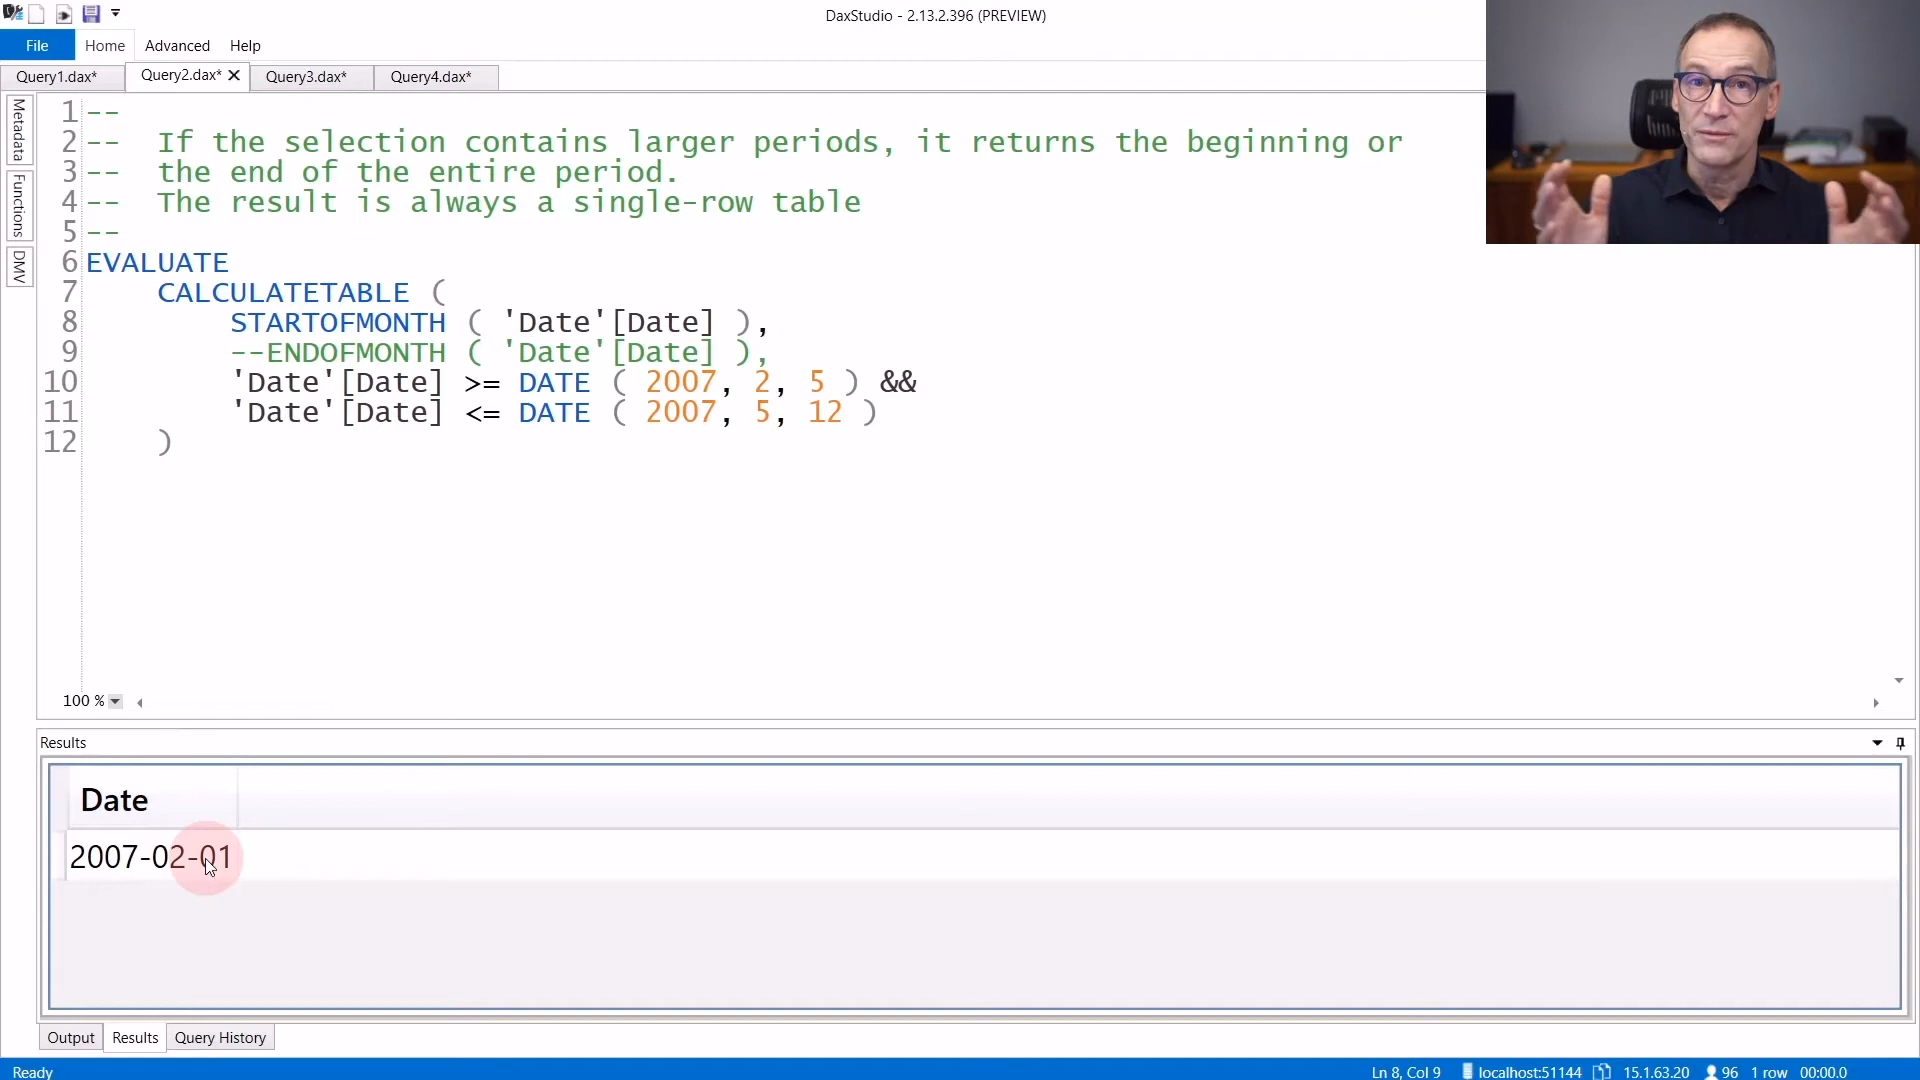 DaxStudio - 2.13.2.396 (PREVIEW)
File Home Advanced Help
Query1.dax* Query2.dax* Query3.dax* Query4.dax*
Metadata
Functions
DMV
1 --
2 --  If the selection contains larger periods, it returns the beginning or
3 --  the end of the entire period.
4 --  The result is always a single-row table
5 --
6 EVALUATE
7 CALCULATETABLE (
8 STARTOFMONTH ( 'Date'[Date] ),
9 --ENDOFMONTH ( 'Date'[Date] ),
10 'Date'[Date] >= DATE ( 2007, 2, 5 ) &&
11 'Date'[Date] <= DATE ( 2007, 5, 12 )
12 )
100 %
Results
Date
2007-02-01
Output Results Query History
Ready Ln 8, Col 9 localhost:51144 15.1.63.20 96 1 row 00:00.0